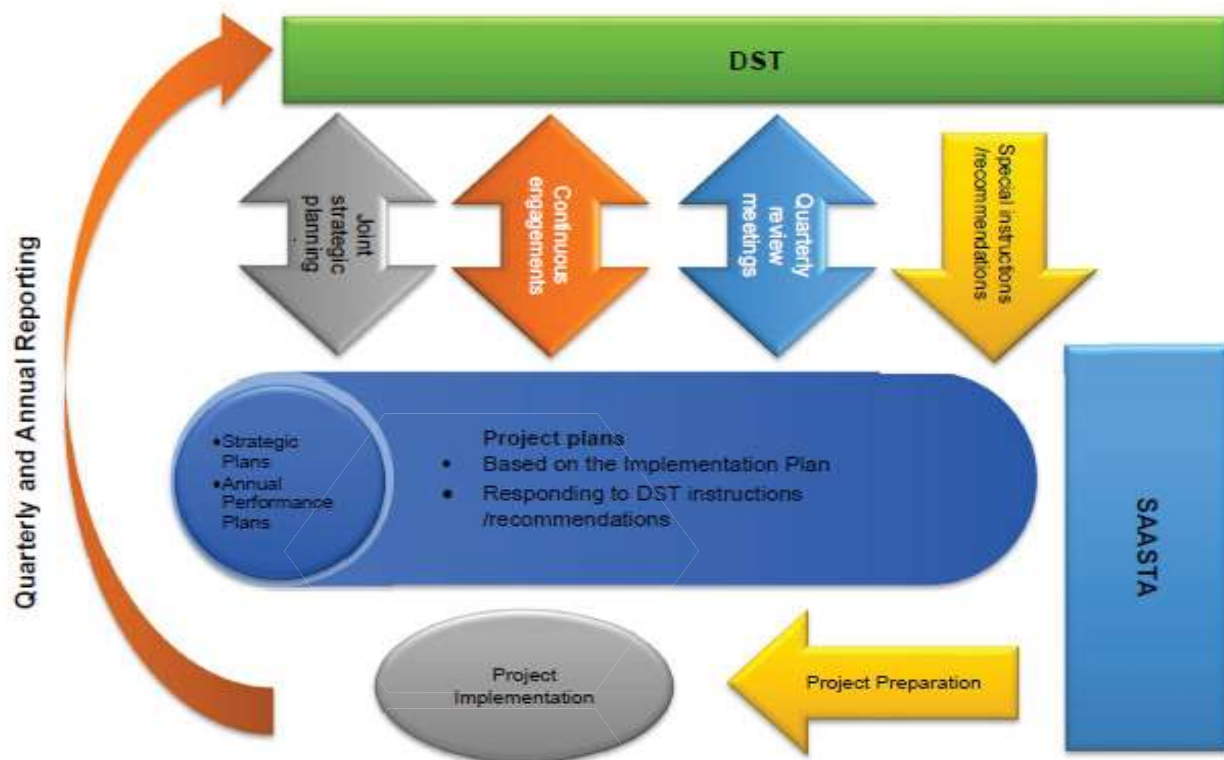 DST
Joint
strategic
planning
.
Continuous
engagements
Quarterly
review
meetings
Special instructions
/recommendations
Quarterly and Annual Reporting
•Strategic
Plans
•Annual
Performance
Plans
Project plans
• Based on the Implementation Plan
• Responding to DST instructions
/recommendations
SAASTA
Project
Implementation
Project Preparation